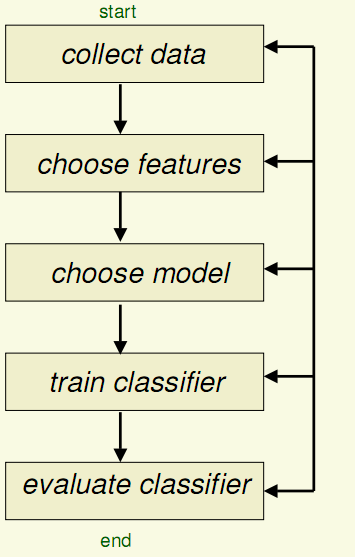 start
collect data
choose features
choose model
train classifier
evaluate classifier
end